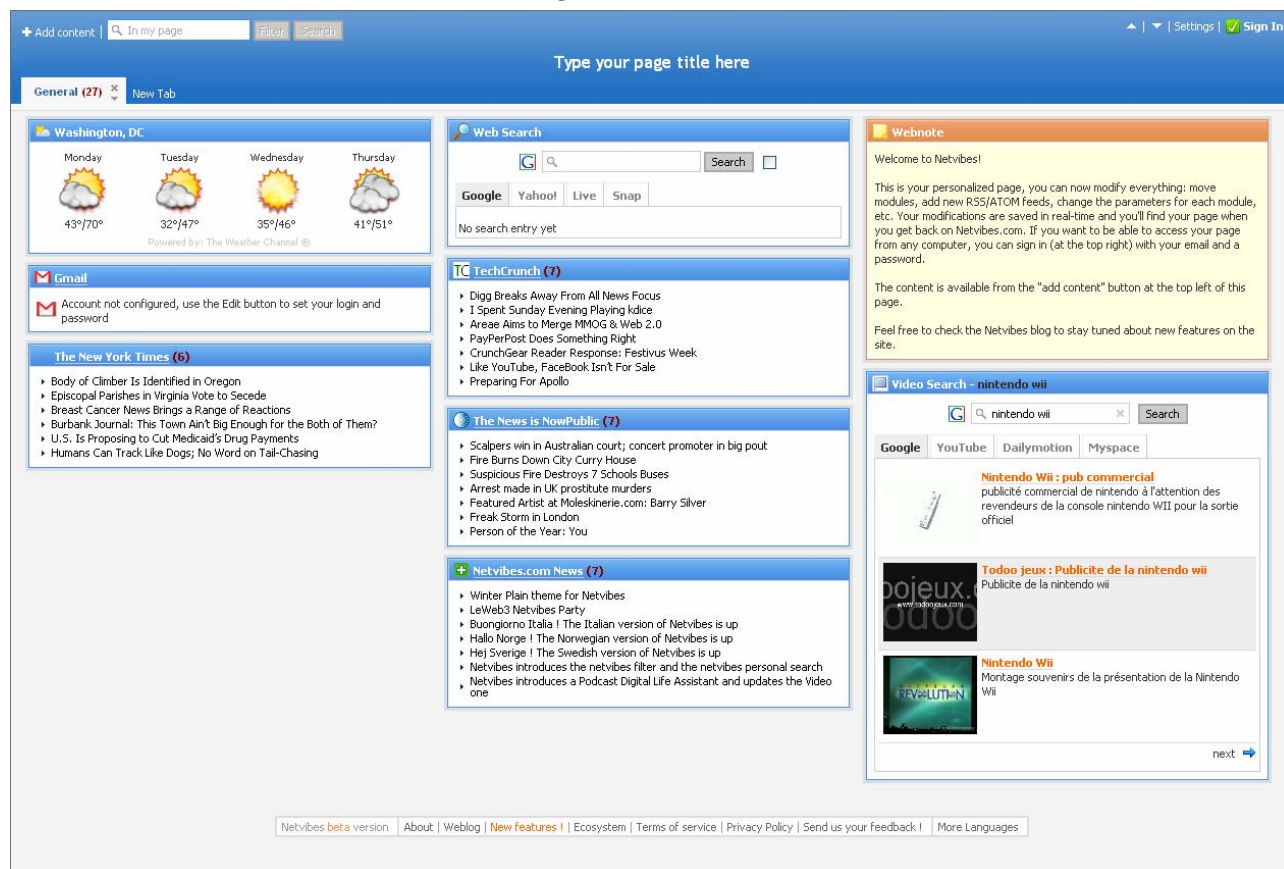 Add content | In my page Filter Search
| Settings | Sign In
Type your page title here
General (27) New Tab
Washington, DC
Monday Tuesday Wednesday Thursday
43°/70° 32°/47° 35°/46° 41°/51°
Powered by: The Weather Channel ®
Gmail
Account not configured, use the Edit button to set your login and
password
The New York Times (6)
Body of Climber Is Identified in Oregon
Episcopal Parishes in Virginia Vote to
Secede
Breast Cancer News Brings a Range
of Reactions
Burbank Journal: This Town Ain't Big Enough for the Both of Them?
U.S. Is Proposing to Cut Medicaid's Drug Payments
Humans Can Track Like Dogs; No Word on Tail-Chasing
Web Search
G Search
Google Yahoo! Live Snap
No search entry yet
TC TechCrunch (7)
Digg Breaks Away From All News Focus
I Spent Sunday Evening Playing kdice
Areae Aims to Merge MMOG & Web 2.0
PayPerPost Does Something Right
CrunchGear Reader Response: Festivus Week
Like YouTube, FaceBook Isn't For Sale
Preparing For Apollo
The News is NowPublic (7)
Scalpers win in Australian court; concert promoter in big pout
Fire Burns Down City Curry House
Suspicious Fire Destroys 7 Schools Buses
Arrest made in UK prostitute murders
Featured Artist at Moleskinerie.com: Barry Silver
Freak Storm in London
Person of the Year: You
Netvibes.com News (7)
Winter Plain theme for Netvibes
LeWeb3 Netvibes Party
Buongiorno Italia ! The Italian version of Netvibes is up
Hallo Norge ! The Norwegian version of Netvibes is up
Hej Sverige ! The Swedish version of Netvibes is up
Netvibes introduces the netvibes filter and the netvibes personal search
Netvibes introduces a Podcast Digital Life Assistant and updates the Video
one
Webnote
Welcome to Netvibes!
This is your personalized page, you can now modify everything: move
modules, add new RSS/ATOM feeds, change the parameters for each module,
etc. Your modifications are saved in real-time and you'll find your page when
you get back on Netvibes.com. If you want to be able to access your page
from any computer, you can sign in (at the top right) with your email and a
password.
The content is available from the "add content" button at the top left of this
page.
Feel free to check the Netvibes blog to stay tuned about new features on the
site.
Video Search - nintendo wii
G nintendo wii Search
Google YouTube Dailymotion Myspace
Nintendo Wii : pub commercial
publicité commercial de nintendo à l'attention des
revendeurs de la console nintendo WII pour la sortie
officiel
Todoo jeux : Publicite de la nintendo wii
Publicite de la nintendo wii
oojeux.
www.todoojeux.com
Nintendo Wii
Montage souvenirs de la présentation de la Nintendo
Wii
REVOLUTION
next
Netvibes beta version About | Weblog | New features ! | Ecosystem | Terms of service | Privacy Policy | Send us your feedback ! More Languages